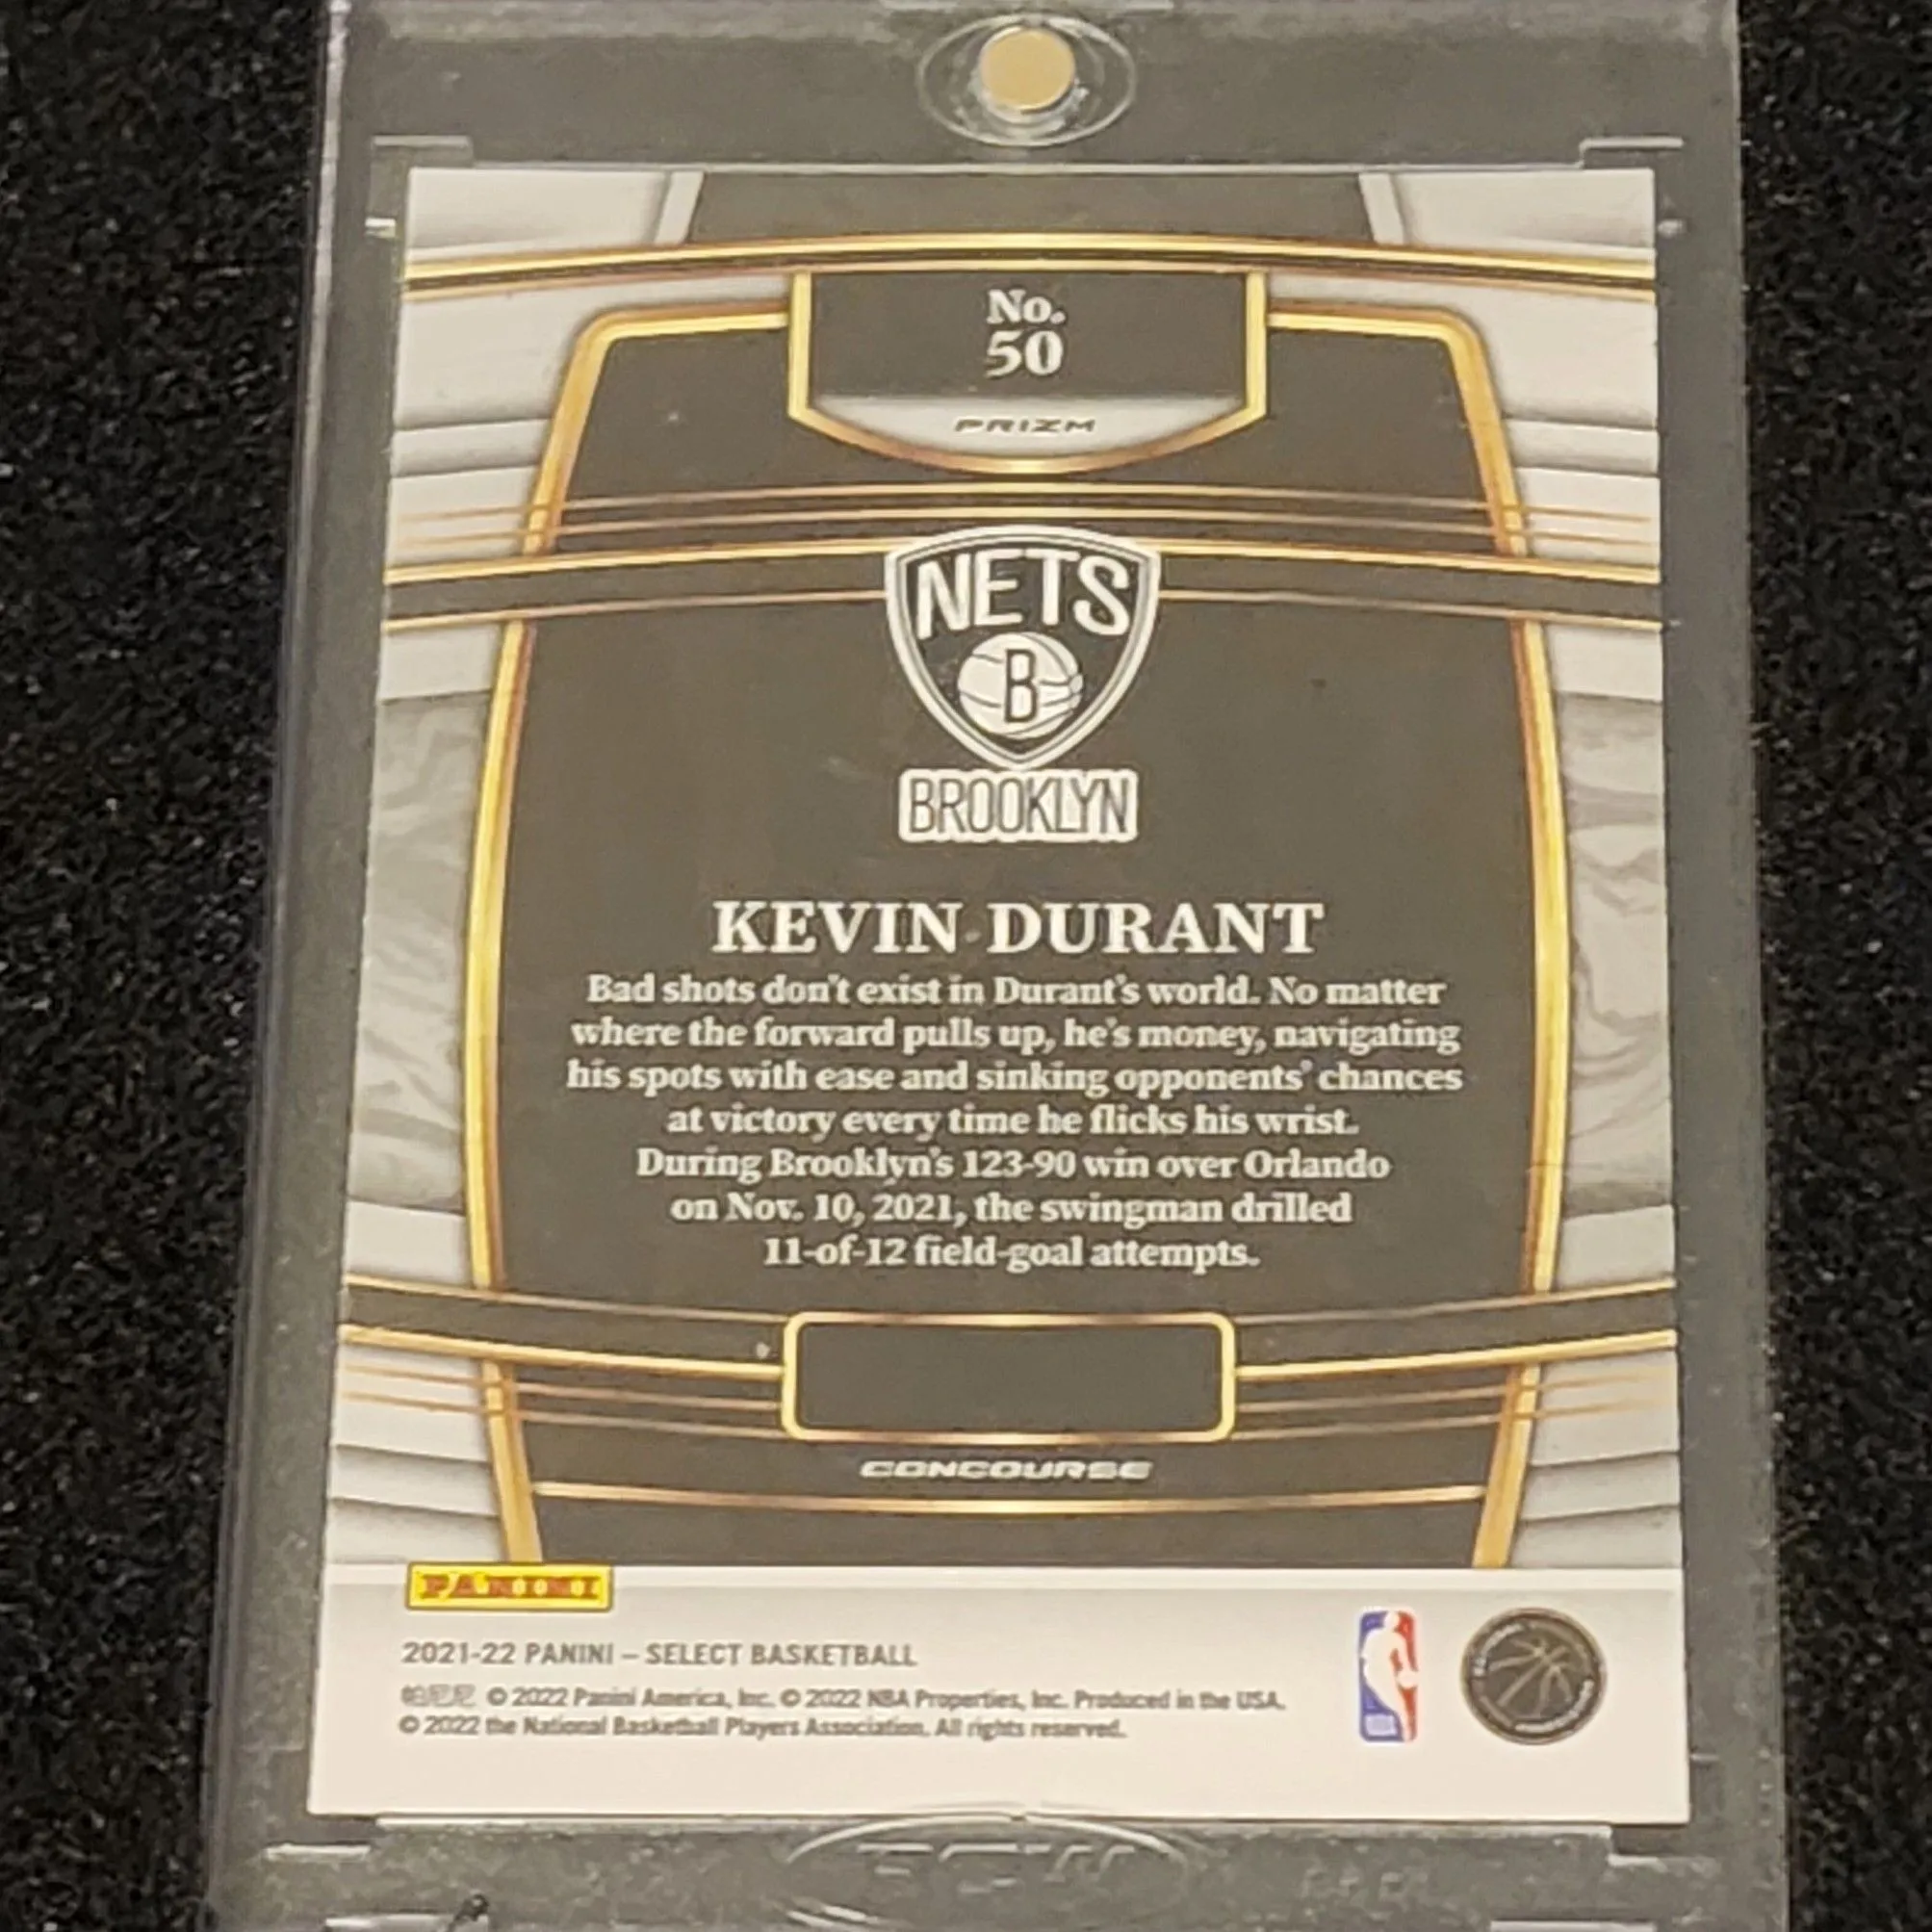 No.
50
PRIZM
NETS
B
BROOKLYN
KEVIN DURANT
Bad shots don't exist in Durant's world. No matter
where the forward pulls up, he's money, navigating
his spots with ease and sinking opponents' chances
at victory every time he flicks his wrist.
During Brooklyn's 123-90 win over Orlando
on Nov. 10, 2021, the swingman drilled
11-of-12 field-goal attempts.
CONCOURSE
PANINI
2021-22 PANINI – SELECT BASKETBALL
帕尼尼 © 2022 Panini America, Inc. © 2022 NBA Properties, Inc. Produced in the USA.
© 2022 the National Basketball Players Association. All rights reserved.
NBA